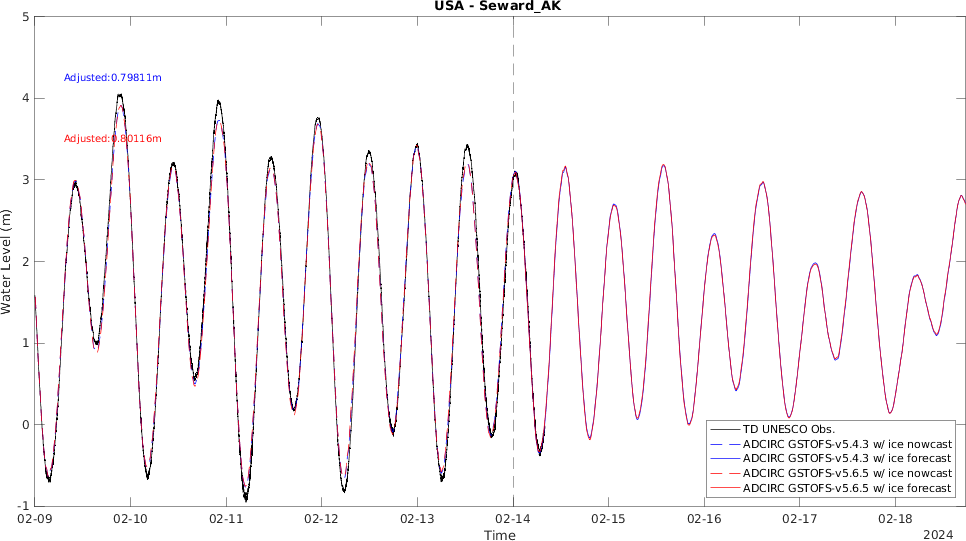 USA - Seward_AK
5
4
3
2
1
0
-1
Water Level (m)
Adjusted:0.79811m
Adjusted:0.80116m
TD UNESCO Obs.
ADCIRC GSTOFS-v5.4.3 w/ ice nowcast
ADCIRC GSTOFS-v5.4.3 w/ ice forecast
ADCIRC GSTOFS-v5.6.5 w/ ice nowcast
ADCIRC GSTOFS-v5.6.5 w/ ice forecast
02-09 02-10 02-11 02-12 02-13 02-14 02-15 02-16 02-17 02-18
Time
2024